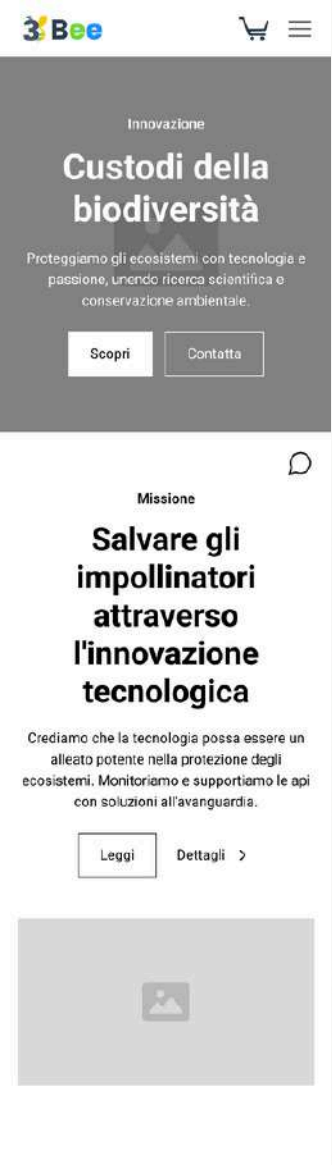 3Bee
Innovazione
Custodi della
biodiversità
Proteggiamo gli ecosistemi con tecnologia e
passione, unendo ricerca scientifica e
conservazione ambientale.
Scopri
Contatta
Missione
Salvare gli
impollinatori
attraverso
l'innovazione
tecnologica
Crediamo che la tecnologia possa essere un
alleato potente nella protezione degli
ecosistemi. Monitoriamo e supportiamo le api
con soluzioni all'avanguardia.
Leggi
Dettagli